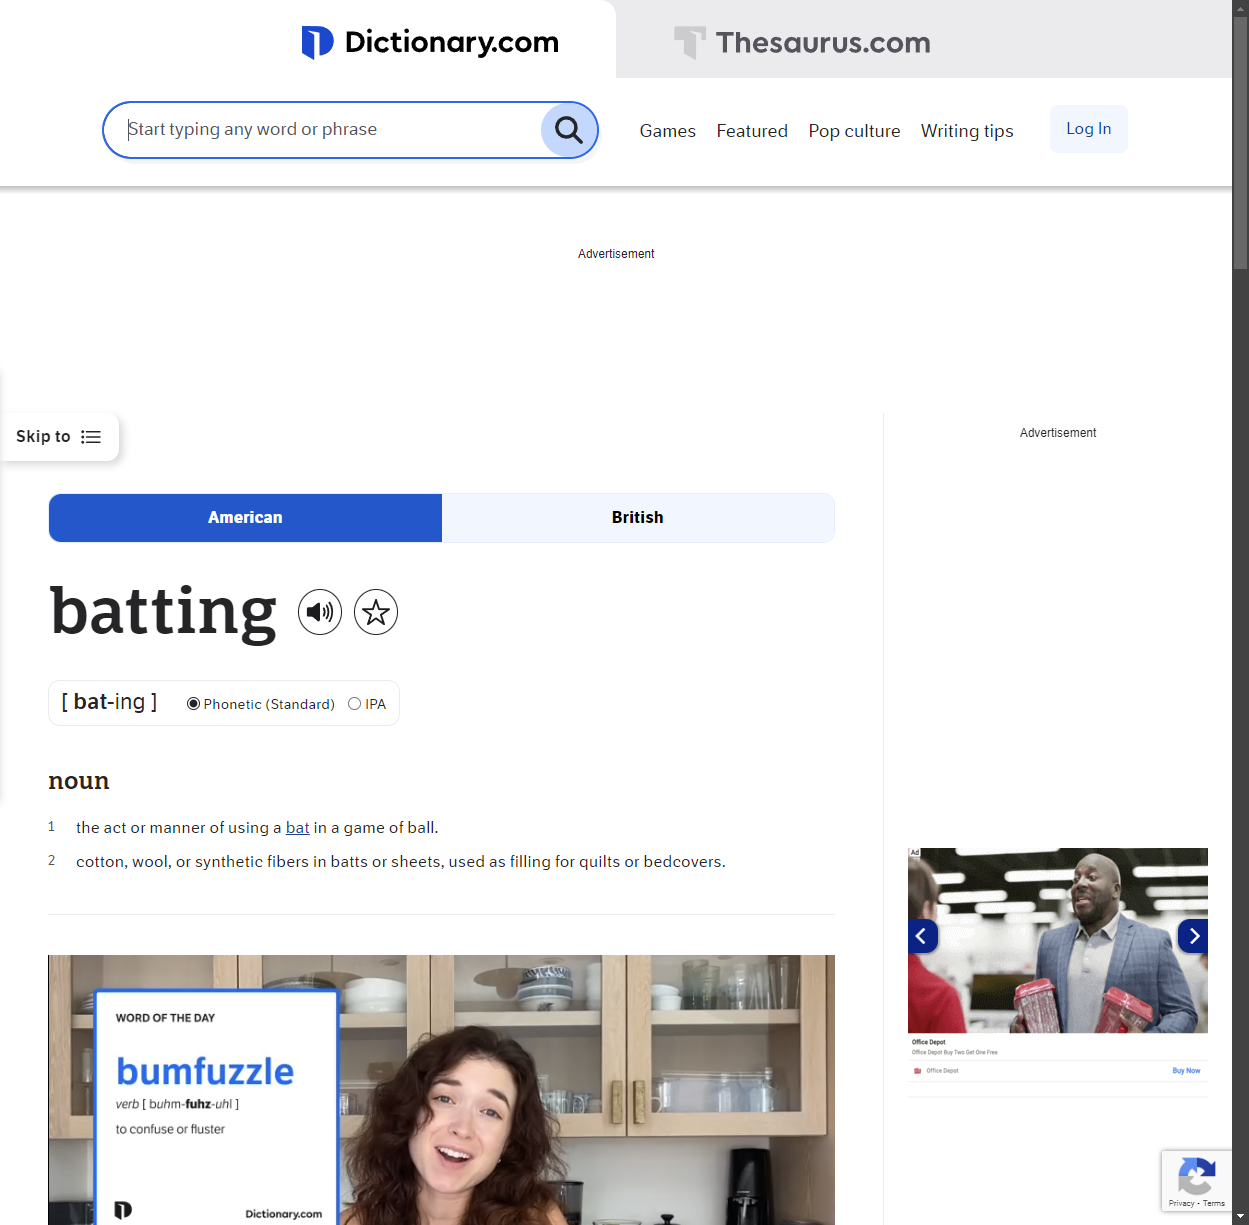 Dictionary.com
Thesaurus.com
Start typing any word or phrase
Games
Featured
Pop culture
Writing tips
Log In
Advertisement
Skip to
Advertisement
American
British
batting
[ bat-ing ]
Phonetic (Standard)
IPA
noun
1 the act or manner of using a bat in a game of ball.
2 cotton, wool, or synthetic fibers in batts or sheets, used as filling for quilts or bedcovers.
Ad
Office Depot
Office Depot Buy Two Get One Free
Office Depot
Buy Now
WORD OF THE DAY
bumfuzzle
verb [ buhm-fuhz-uhl ]
to confuse or fluster
Dictionary.com
Privacy - Terms